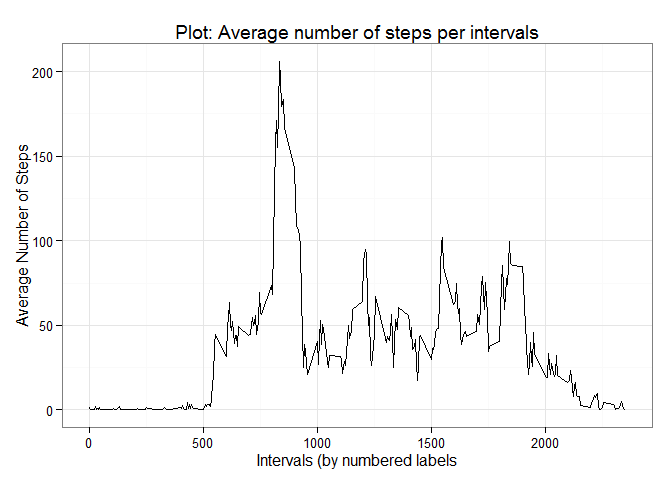 Plot: Average number of steps per intervals
Average Number of Steps
200
150
100
50
0
0 500 1000 1500 2000
Intervals (by numbered labels